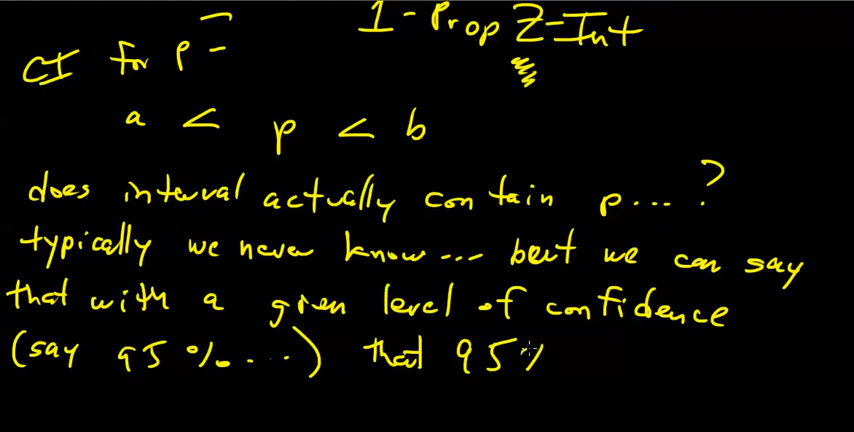 1 - Prop Z-Int
CI for p =
a < p < b
does interval actually contain p...?
typically we never know... but we can say
that with a given level of confidence
(say 95%...) that 95%